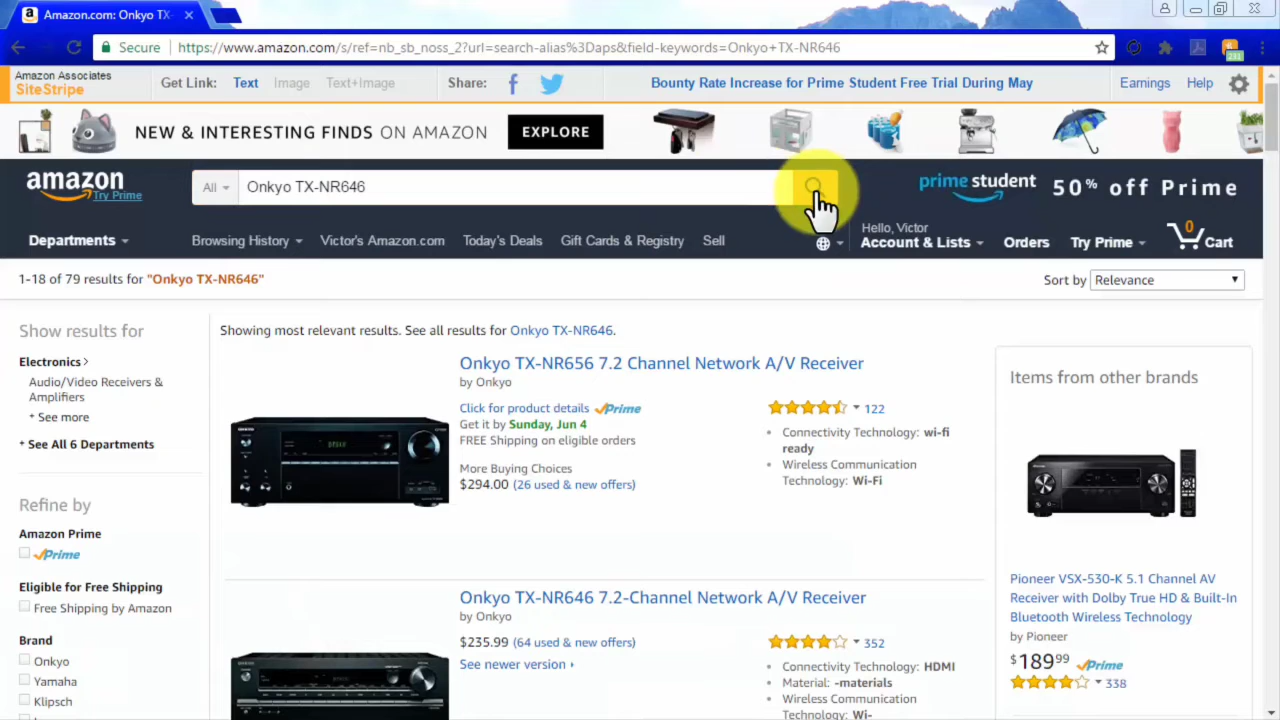 Amazon.com: Onkyo TX-
Secure https://www.amazon.com/s/ref=nb_sb_noss_2?url=search-alias%3Daps&field-keywords=Onkyo+TX-NR646
Amazon Associates
SiteStripe
Get Link: Text Image Text+Image Share: Bounty Rate Increase for Prime Student Free Trial During May Earnings Help
NEW & INTERESTING FINDS ON AMAZON EXPLORE
amazon
Try Prime
All Onkyo TX-NR646
prime student 50% off Prime
Departments Browsing History Victor's Amazon.com Today's Deals Gift Cards & Registry Sell
Hello, Victor
Account & Lists Orders Try Prime 0 Cart
1-18 of 79 results for "Onkyo TX-NR646"
Sort by Relevance
Show results for
Electronics
Audio/Video Receivers &
Amplifiers
+ See more
+ See All 6 Departments
Refine by
Amazon Prime
Prime
Eligible for Free Shipping
Free Shipping by Amazon
Brand
Onkyo
Yamaha
Showing most relevant results. See all results for Onkyo TX-NR646.
Onkyo TX-NR656 7.2 Channel Network A/V Receiver
by Onkyo
Click for product details Prime
Get it by Sunday, Jun 4
FREE Shipping on eligible orders
More Buying Choices
$294.00 (26 used & new offers)
122
Connectivity Technology: wi-fi
ready
Wireless Communication
Technology: Wi-Fi
Onkyo TX-NR646 7.2-Channel Network A/V Receiver
by Onkyo
$235.99 (64 used & new offers)
See newer version
352
Connectivity Technology: HDMI
Wireless communication
Technology: Wi-
Items from other brands
Pioneer VSX-530-K 5.1 Channel AV
Receiver with Dolby True HD & Built-In
Bluetooth Wireless Technology
by Pioneer
Prime
338